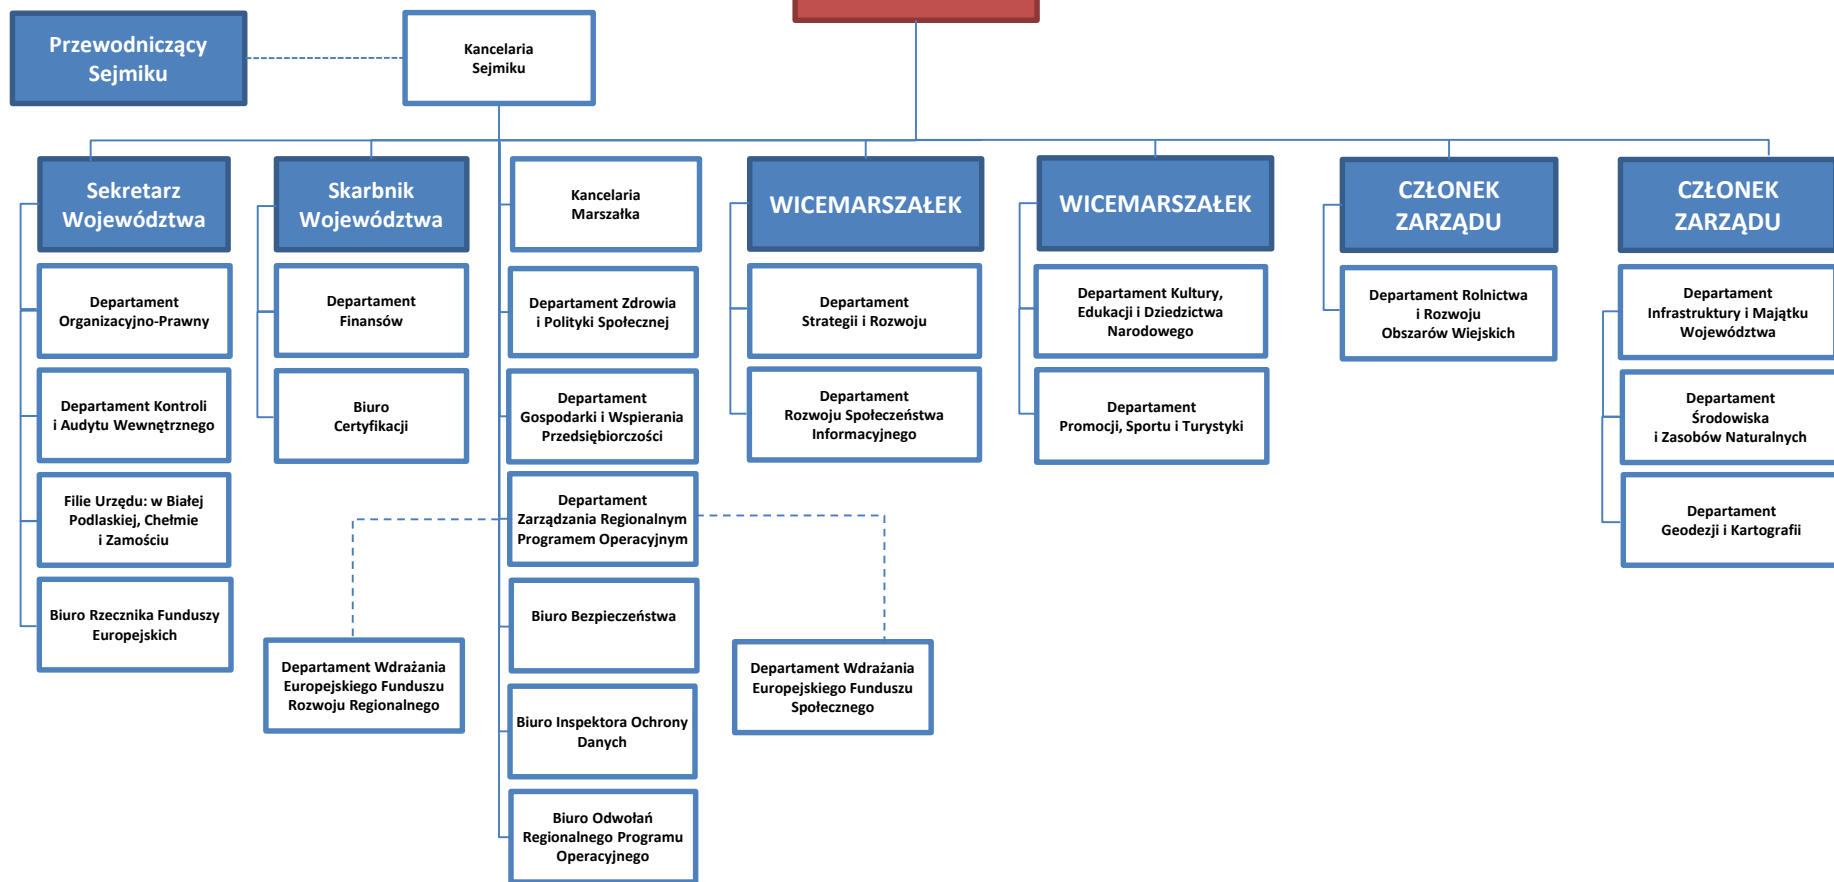 Przewodniczący
Sejmiku
Kancelaria
Sejmiku
Sekretarz
Województwa
Skarbnik
Województwa
Kancelaria
Marszałka
WICEMARSZAŁEK
WICEMARSZAŁEK
CZŁONEK
ZARZĄDU
CZŁONEK
ZARZĄDU
Departament
Organizacyjno-Prawny
Departament
Finansów
Departament Zdrowia
i Polityki Społecznej
Departament
Strategii i Rozwoju
Departament Kultury,
Edukacji i Dziedzictwa
Narodowego
Departament Rolnictwa
i Rozwoju
Obszarów Wiejskich
Departament
Infrastruktury i Majątku
Województwa
Departament Kontroli
i Audytu Wewnętrznego
Biuro
Certyfikacji
Departament
Gospodarki i Wspierania
Przedsiębiorczości
Departament
Rozwoju Społeczeństwa
Informacyjnego
Departament
Promocji, Sportu i Turystyki
Departament
Środowiska
i Zasobów Naturalnych
Filie Urzędu: w Białej
Podlaskiej, Chełmie
i Zamościu
Departament
Zarządzania Regionalnym
Programem Operacyjnym
Departament
Geodezji i Kartografii
Biuro Rzecznika Funduszy
Europejskich
Biuro Bezpieczeństwa
Departament Wdrażania
Europejskiego Funduszu
Rozwoju Regionalnego
Departament Wdrażania
Europejskiego Funduszu
Społecznego
Biuro Inspektora Ochrony
Danych
Biuro Odwołań
Regionalnego Programu
Operacyjnego